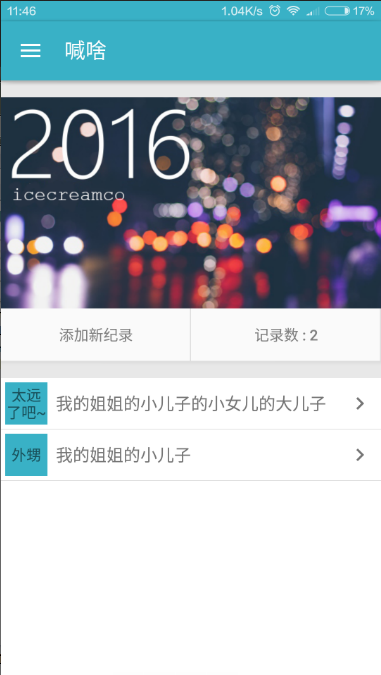 11:46
1.04K/s
17%
喊啥
2016
icecreamco
添加新纪录
记录数 : 2
太远
了吧~
我的姐姐的小儿子的小女儿的大儿子
外甥
我的姐姐的小儿子